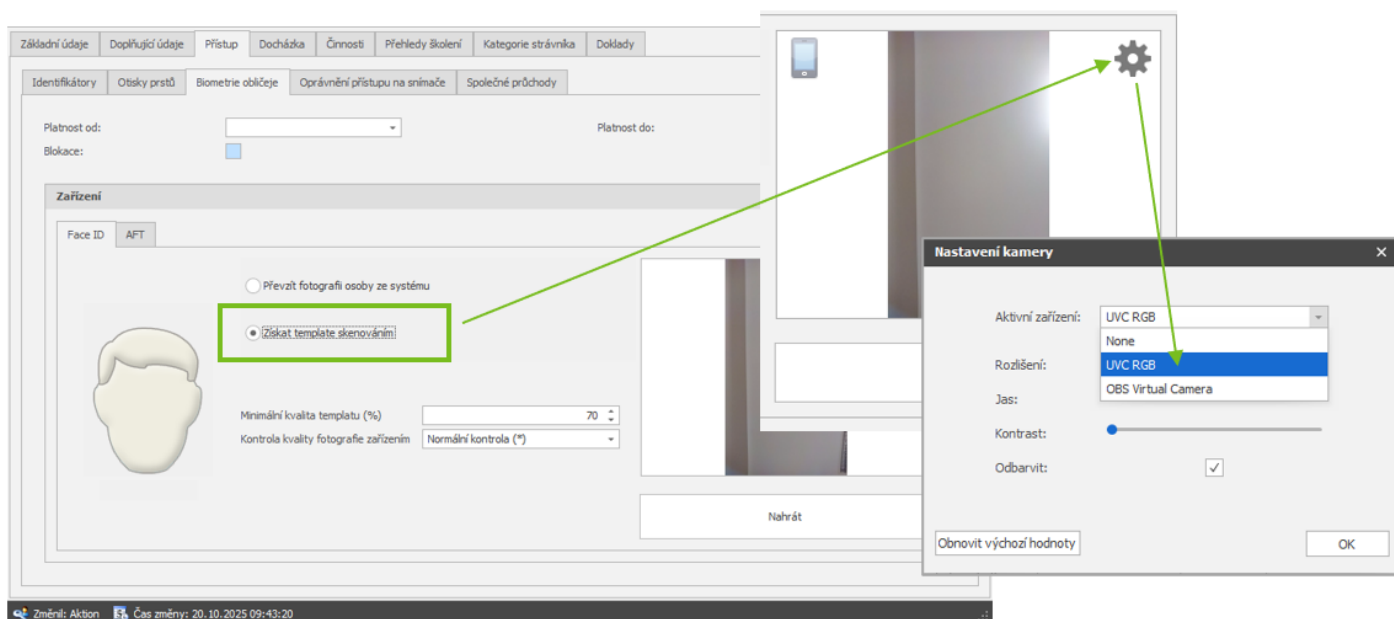 Základní údaje Doplňující údaje Přístup Docházka Činnosti Přehledy školení Kategorie strávníka Doklady
Identifikátory Otisky prstů Biometrie obličeje Oprávnění přístupu na snímače Společné průchody
Platnost od: Platnost do:
Blokace:
Zařízení
Face ID AFT
Převzít fotografii osoby ze systému
Získat template skenováním
Minimální kvalita templatu (%) 70
Kontrola kvality fotografie zařízením Normální kontrola (*)
Nahrát
Nastavení kamery
Aktivní zařízení: UVC RGB
None
Rozlišení: UVC RGB
OBS Virtual Camera
Jas:
Kontrast:
Odbarvit:
Obnovit výchozí hodnoty OK
Změnil: Aktion Čas změny: 20.10.2025 09:43:20